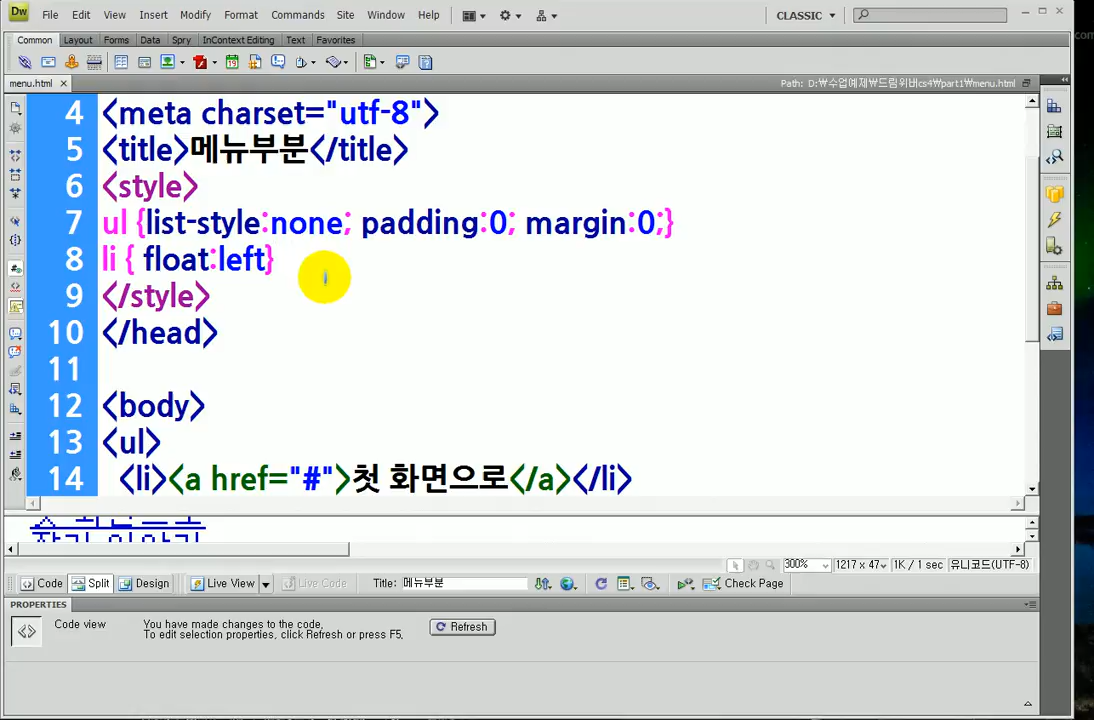 Dw File Edit View Insert Modify Format Commands Site Window Help CLASSIC
Common Layout Forms Data Spry InContext Editing Text Favorites
menu.html Path: D:₩수업예제₩드림위버cs4₩part1₩menu.html
4 <meta charset="utf-8">
5 <title>메뉴부분</title>
6 <style>
7 ul {list-style:none; padding:0; margin:0;}
8 li { float:left}
9 </style>
10 </head>
11
12 <body>
13 <ul>
14 <li><a href="#">첫 화면으로</a></li>
Code Split Design Live View Live Code Title: 메뉴부분 Check Page
300% 1217 x 47 1K / 1 sec 유니코드(UTF-8)
PROPERTIES
Code view You have made changes to the code, Refresh
To edit selection properties, click Refresh or press F5.